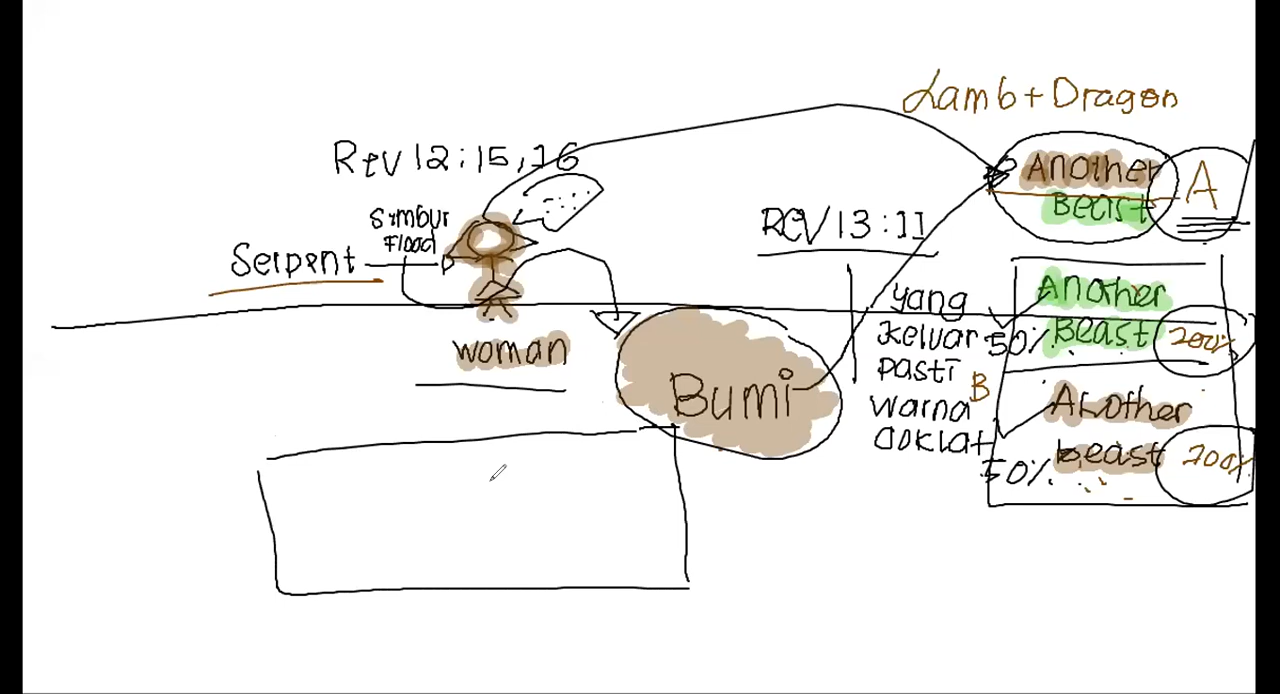 Lamb + Dragon
Rev 12:15,16
Another
Beast
A
Simbur
Flood
Serpent
REV 13:11
woman
Bumi
yang
keluar
pasti
warna
coklat
B
Another
Beast
50%
200%
Another
beast
50%
200%